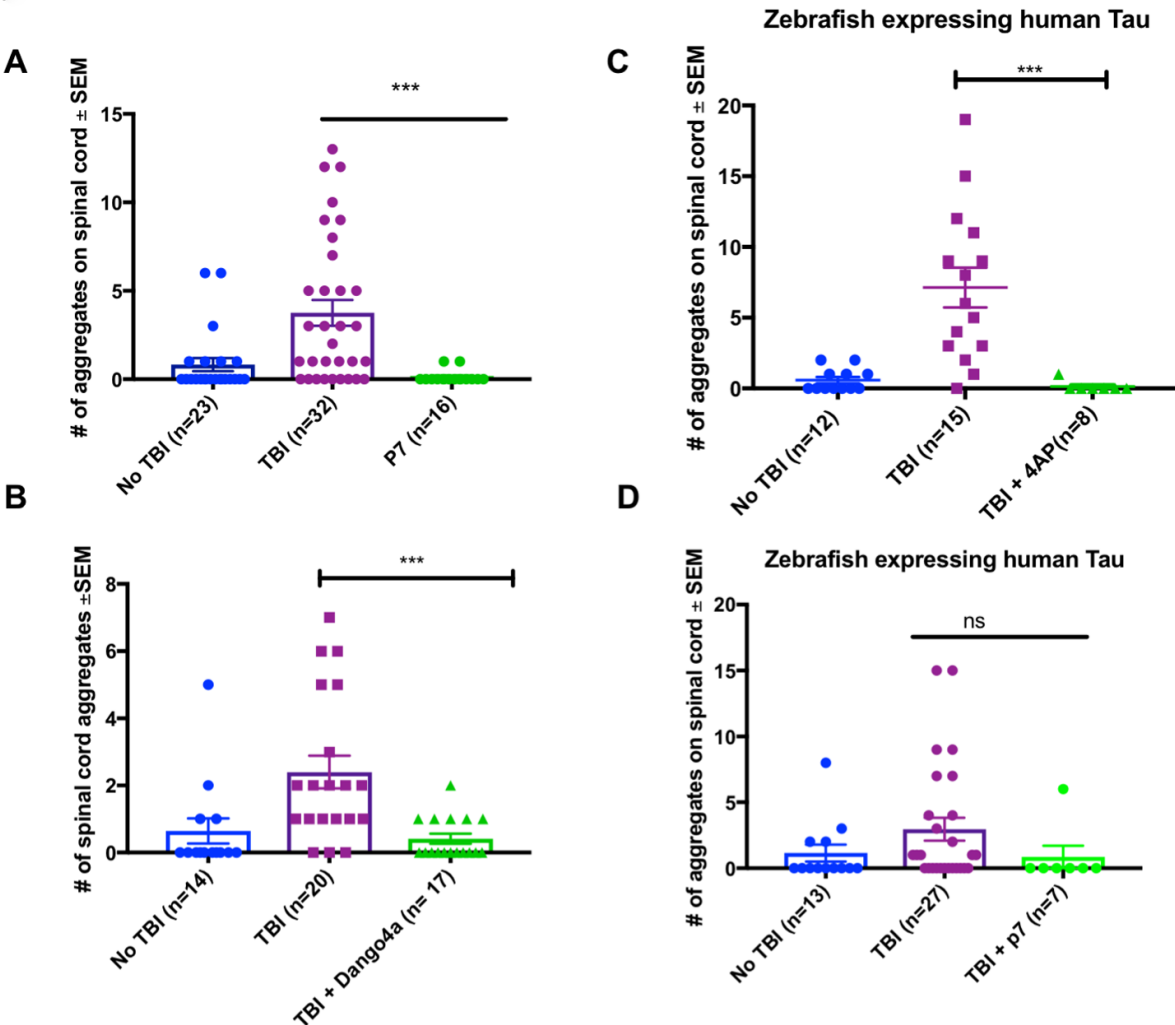 A
# of aggregates on spinal cord ± SEM
***
15
10
5
0
No TBI (n=23)
TBI (n=32)
P7 (n=16)
B
# of spinal cord aggregates ±SEM
***
8
6
4
2
0
No TBI (n=14)
TBI (n=20)
TBI + Dango4a (n= 17)
Zebrafish expressing human Tau
C
# of aggregates on spinal cord ± SEM
***
20
15
10
5
0
No TBI (n=12)
TBI (n=15)
TBI + 4AP(n=8)
D
Zebrafish expressing human Tau
# of aggregates on spinal cord ± SEM
ns
20
15
10
5
0
No TBI (n=13)
TBI (n=27)
TBI + p7 (n=7)